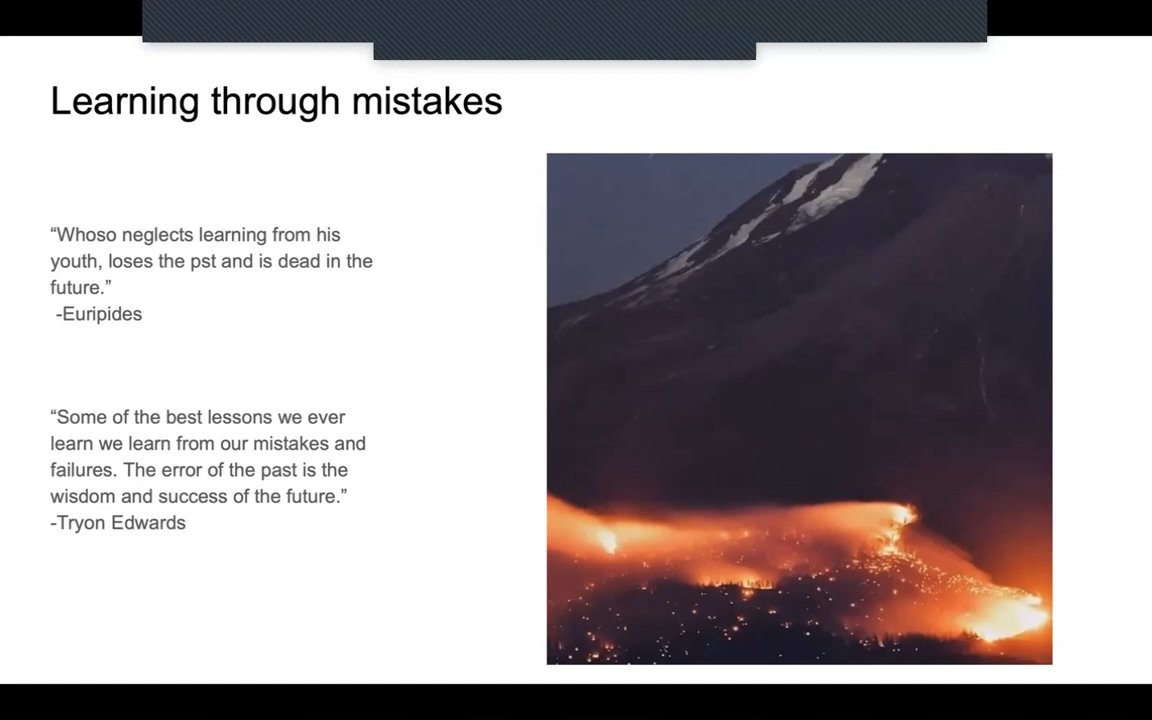 Learning through mistakes
“Whoso neglects learning from his
youth, loses the pst and is dead in the
future.”
-Euripides
“Some of the best lessons we ever
learn we learn from our mistakes and
failures. The error of the past is the
wisdom and success of the future.”
-Tryon Edwards